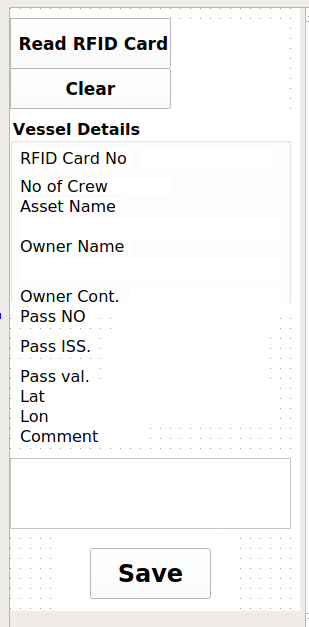 Read RFID Card
Clear
Vessel Details
RFID Card No
No of Crew
Asset Name
Owner Name
Owner Cont.
Pass NO
Pass ISS.
Pass val.
Lat
Lon
Comment
Save